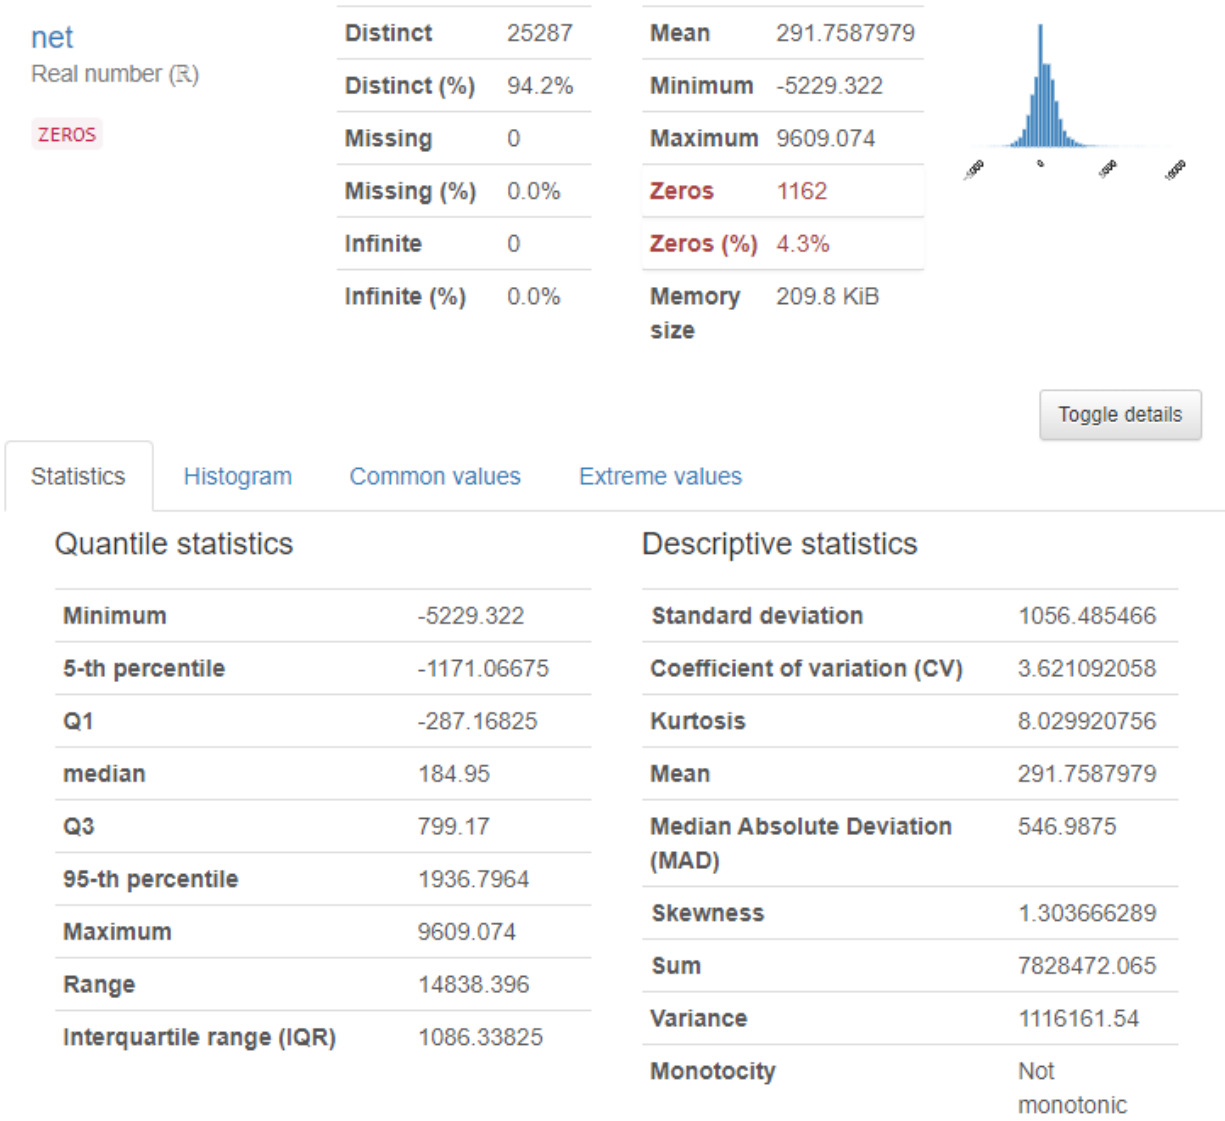 net
Real number (ℝ)
ZEROS
Distinct 25287
Distinct (%) 94.2%
Missing 0
Missing (%) 0.0%
Infinite 0
Infinite (%) 0.0%
Mean 291.7587979
Minimum -5229.322
Maximum 9609.074
Zeros 1162
Zeros (%) 4.3%
Memory size 209.8 KiB
-5000 0 5000 10000
Toggle details
Statistics Histogram Common values Extreme values
Quantile statistics
Minimum -5229.322
5-th percentile -1171.06675
Q1 -287.16825
median 184.95
Q3 799.17
95-th percentile 1936.7964
Maximum 9609.074
Range 14838.396
Interquartile range (IQR) 1086.33825
Descriptive statistics
Standard deviation 1056.485466
Coefficient of variation (CV) 3.621092058
Kurtosis 8.029920756
Mean 291.7587979
Median Absolute Deviation (MAD) 546.9875
Skewness 1.303666289
Sum 7828472.065
Variance 1116161.54
Monotocity Not monotonic